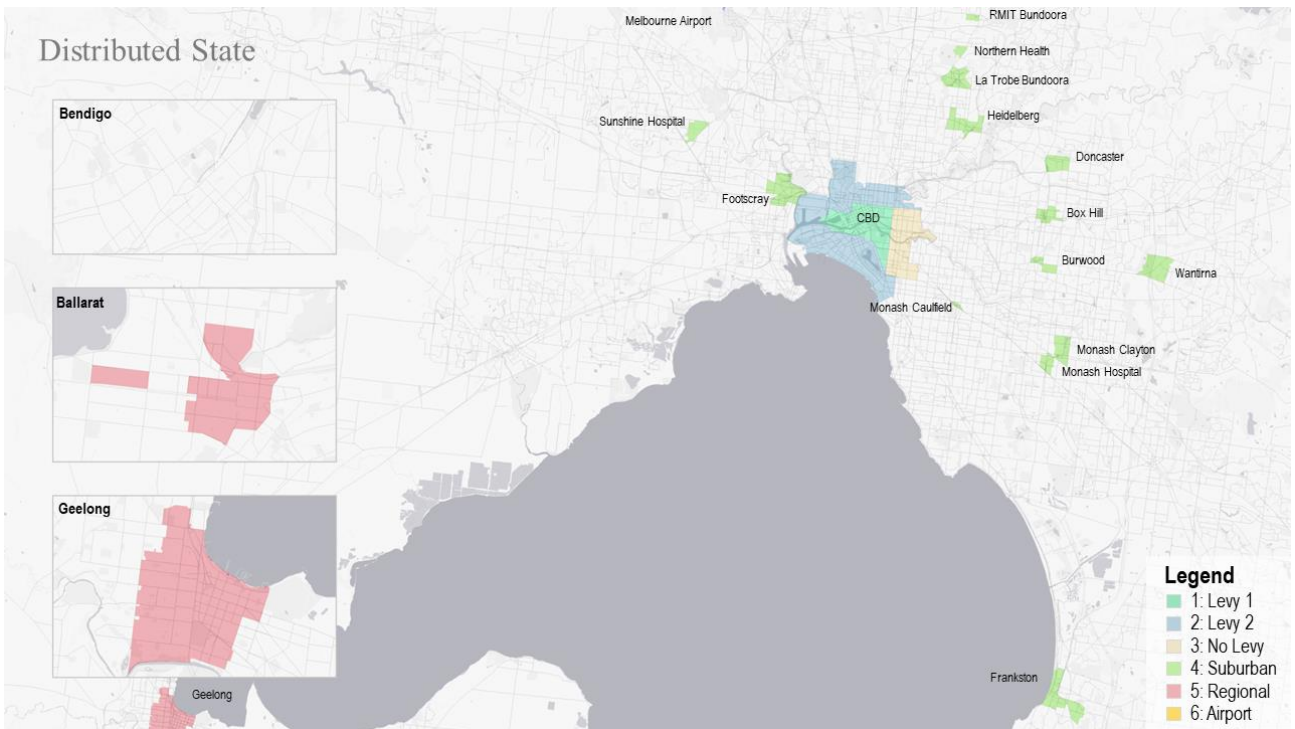 Distributed State
Melbourne Airport
RMIT Bundoora
Northern Health
La Trobe Bundoora
Heidelberg
Sunshine Hospital
Doncaster
Footscray
CBD
Box Hill
Burwood
Wantirna
Monash Caulfield
Monash Clayton
Monash Hospital
Frankston
Geelong
Bendigo
Ballarat
Geelong
Legend
1: Levy 1
2: Levy 2
3: No Levy
4: Suburban
5: Regional
6: Airport